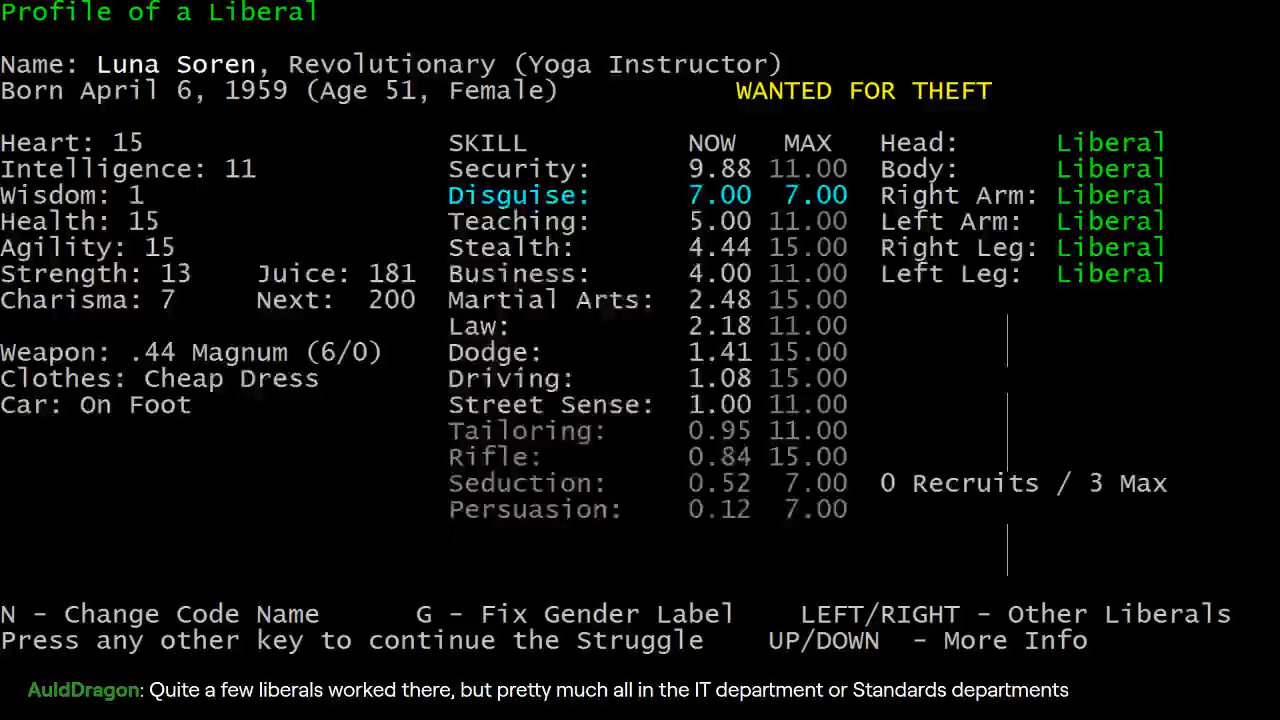 Profile of a Liberal
Name: Luna Soren, Revolutionary (Yoga Instructor)
Born April 6, 1959 (Age 51, Female) WANTED FOR THEFT
Heart: 15 SKILL NOW MAX Head: Liberal
Intelligence: 11 Security: 9.88 11.00 Body: Liberal
Wisdom: 1 Disguise: 7.00 7.00 Right Arm: Liberal
Health: 15 Teaching: 5.00 11.00 Left Arm: Liberal
Agility: 15 Stealth: 4.44 15.00 Right Leg: Liberal
Strength: 13 Juice: 181 Business: 4.00 11.00 Left Leg: Liberal
Charisma: 7 Next: 200 Martial Arts: 2.48 15.00
Law: 2.18 11.00
Weapon: .44 Magnum (6/0) Dodge: 1.41 15.00
Clothes: Cheap Dress Driving: 1.08 15.00
Car: On Foot Street Sense: 1.00 11.00
Tailoring: 0.95 11.00
Rifle: 0.84 15.00
Seduction: 0.52 7.00 0 Recruits / 3 Max
Persuasion: 0.12 7.00
N - Change Code Name G - Fix Gender Label LEFT/RIGHT - Other Liberals
Press any other key to continue the Struggle UP/DOWN - More Info
AuldDragon: Quite a few liberals worked there, but pretty much all in the IT department or Standards departments